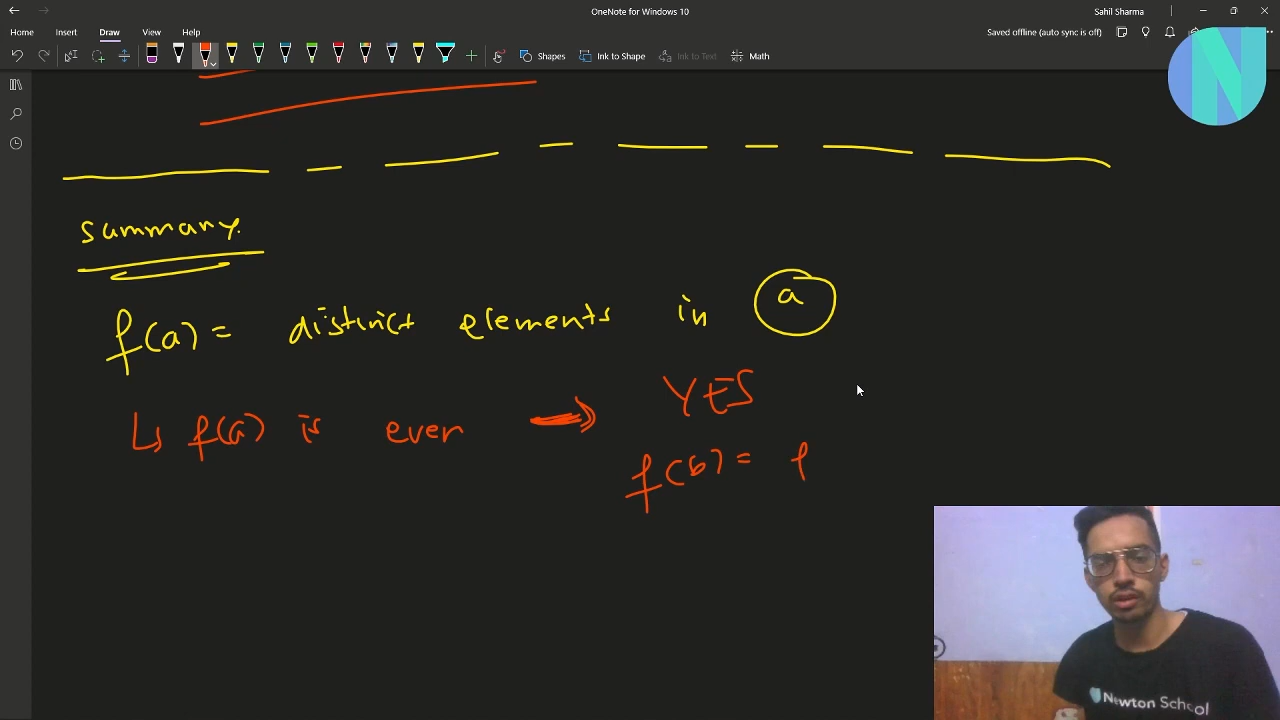 OneNote for Windows 10
Sahil Sharma
Home Insert Draw View Help
Saved offline (auto sync is off)
Shapes Ink to Shape Ink to Text Math
N
summary.
f(a) = distinct elements in a
↳ f(a) is even ⇒ YES
f(b) = f
Newton School